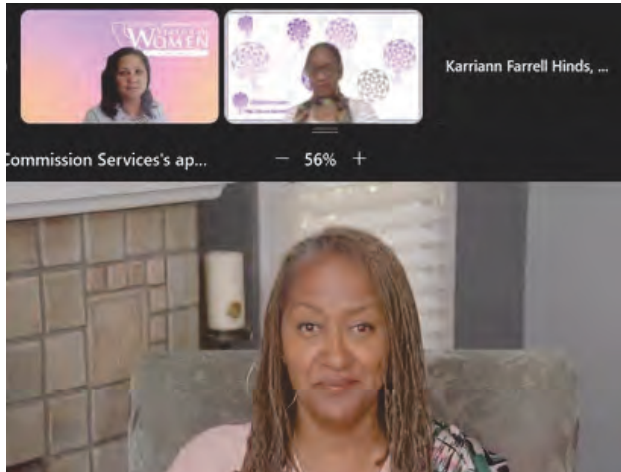 WOMEN
Karriann Farrell Hinds, ...
Commission Services's ap...
56%